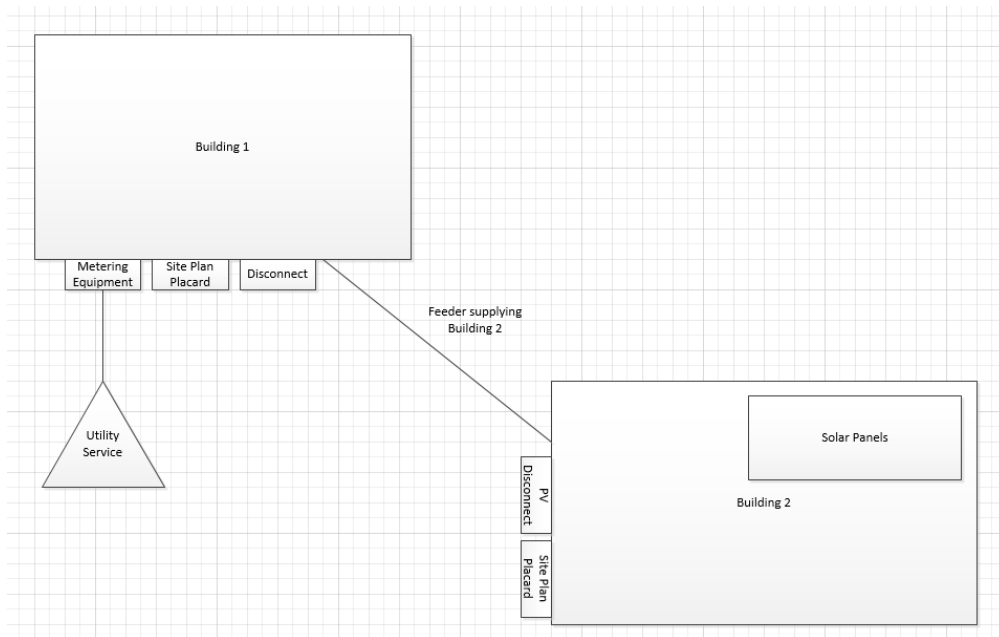 Building 1
Metering
Equipment
Site Plan
Placard
Disconnect
Feeder supplying
Building 2
Utility
Service
Solar Panels
Building 2
PV
Disconnect
Site Plan
Placard